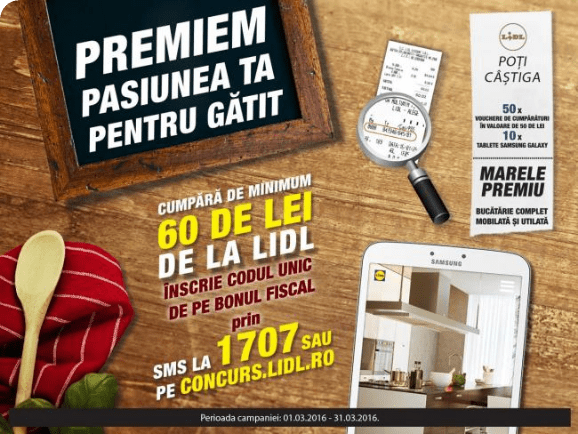 PREMIEM
PASIUNEA TA
PENTRU GĂTIT
LIDL
POȚI
CÂȘTIGA
50 x
VOUCHERE DE CUMPĂRĂTURI
ÎN VALOARE DE 50 DE LEI
10 x
TABLETE SAMSUNG GALAXY
MARELE
PREMIU
BUCĂTĂRIE COMPLET
MOBILATĂ ȘI UTILATĂ
CUMPĂRĂ DE MINIMUM
60 DE LEI
DE LA LIDL
ÎNSCRIE CODUL UNIC
DE PE BONUL FISCAL
prin
SMS LA 1707 SAU
PE CONCURS.LIDL.RO
SAMSUNG
Perioada campaniei: 01.03.2016 - 31.03.2016.